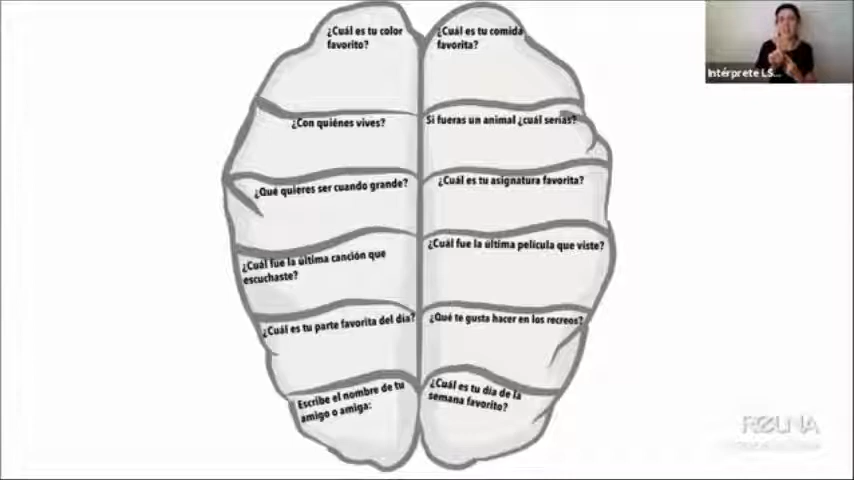 ¿Cuál es tu color
favorito?
¿Cuál es tu comida
favorita?
¿Con quiénes vives?
Si fueras un animal ¿cuál serías?
¿Qué quieres ser cuando grande?
¿Cuál es tu asignatura favorita?
¿Cuál fue la última canción que
escuchaste?
¿Cuál fue la última película que viste?
¿Cuál es tu parte favorita del día?
¿Qué te gusta hacer en los recreos?
Escribe el nombre de tu
amigo o amiga:
¿Cuál es tu día de la
semana favorito?
Intérprete LS...
REUNA